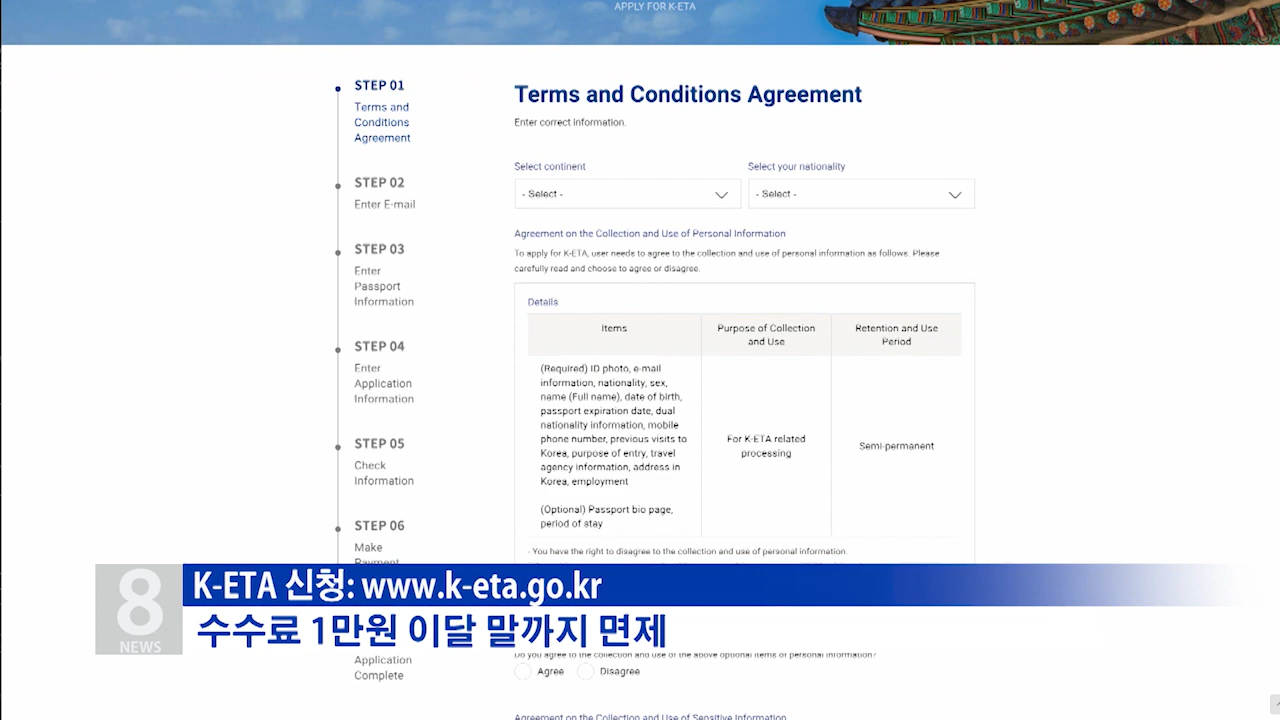 APPLY FOR K-ETA
STEP 01
Terms and
Conditions
Agreement
STEP 02
Enter E-mail
STEP 03
Enter
Passport
Information
STEP 04
Enter
Application
Information
STEP 05
Check
Information
STEP 06
Make
Payment
Application
Complete
Terms and Conditions Agreement
Enter correct information.
Select continent
Select your nationality
- Select -
- Select -
Agreement on the Collection and Use of Personal Information
To apply for K-ETA, user needs to agree to the collection and use of personal information as follows. Please
carefully read and choose to agree or disagree.
Details
Items
Purpose of Collection
and Use
Retention and Use
Period
(Required) ID photo, e-mail
information, nationality, sex,
name (Full name), date of birth,
passport expiration date, dual
nationality information, mobile
phone number, previous visits to
Korea, purpose of entry, travel
agency information, address in
Korea, employment
(Optional) Passport bio page,
period of stay
For K-ETA related
processing
Semi-permanent
- You have the right to disagree to the collection and use of personal information.
8
NEWS
K-ETA 신청: www.k-eta.go.kr
수수료 1만원 이달 말까지 면제
Do you agree to the collection and use of the above optional items of personal information?
Agree
Disagree
Agreement on the Collection and Use of Sensitive Information